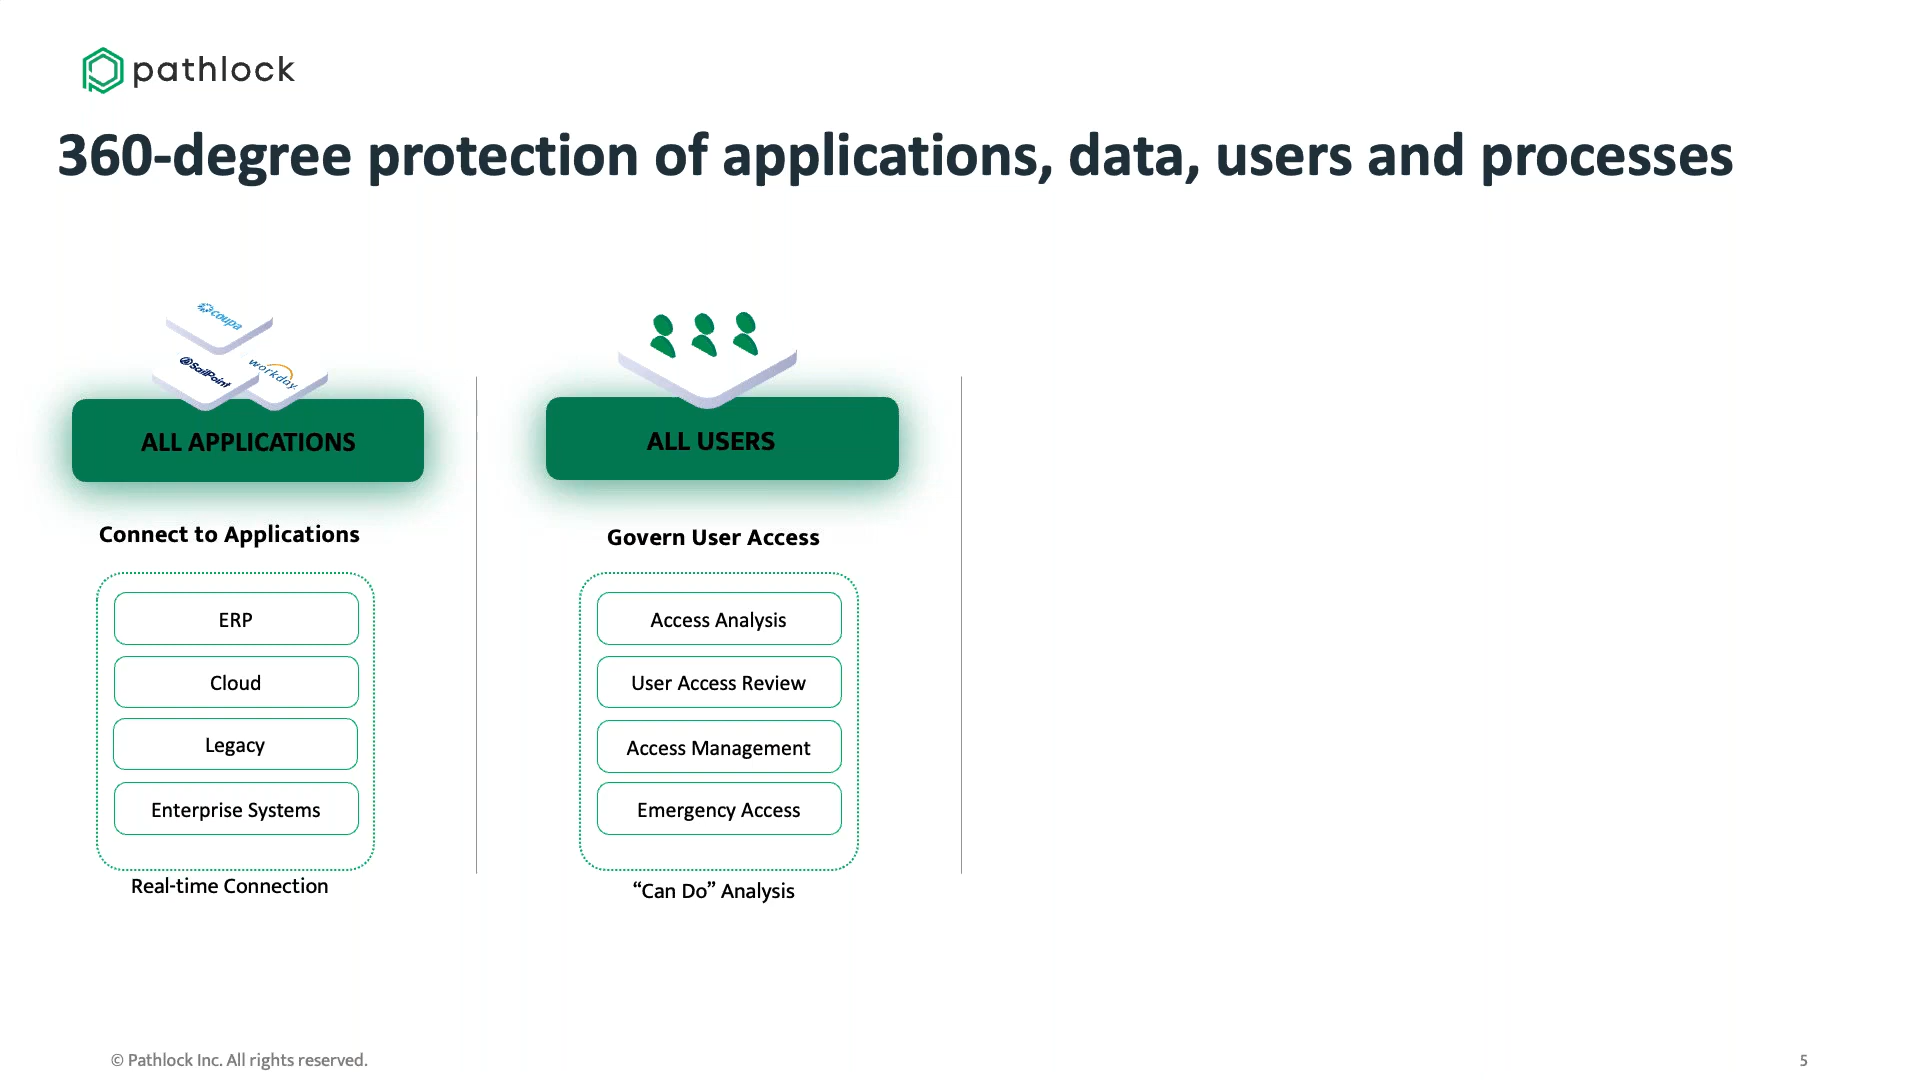 pathlock
360-degree protection of applications, data, users and processes
coupa
SailPoint
workday.
ALL APPLICATIONS
Connect to Applications
ERP
Cloud
Legacy
Enterprise Systems
Real-time Connection
ALL USERS
Govern User Access
Access Analysis
User Access Review
Access Management
Emergency Access
“Can Do” Analysis
© Pathlock Inc. All rights reserved.
5